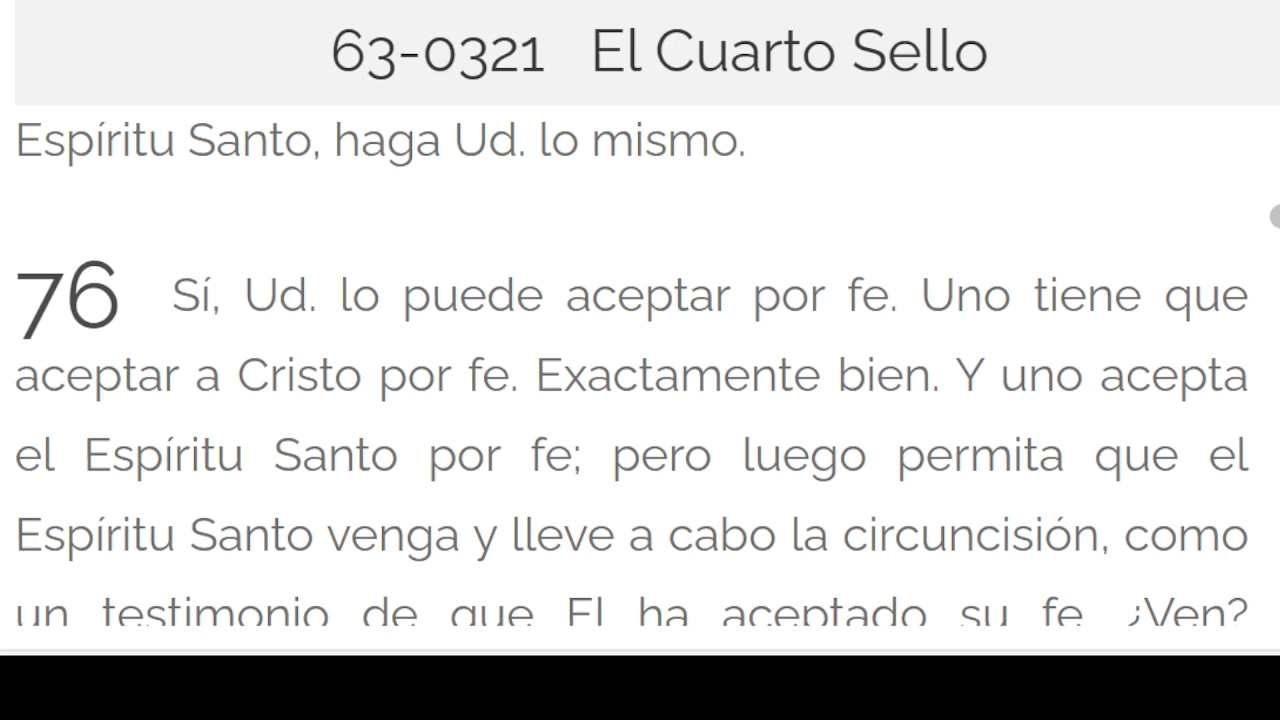 63-0321 El Cuarto Sello
Espíritu Santo, haga Ud. lo mismo.
76 Sí, Ud. lo puede aceptar por fe. Uno tiene que
aceptar a Cristo por fe. Exactamente bien. Y uno acepta
el Espíritu Santo por fe; pero luego permita que el
Espíritu Santo venga y lleve a cabo la circuncisión, como
un testimonio de que El ha aceptado su fe. ¿Ven?